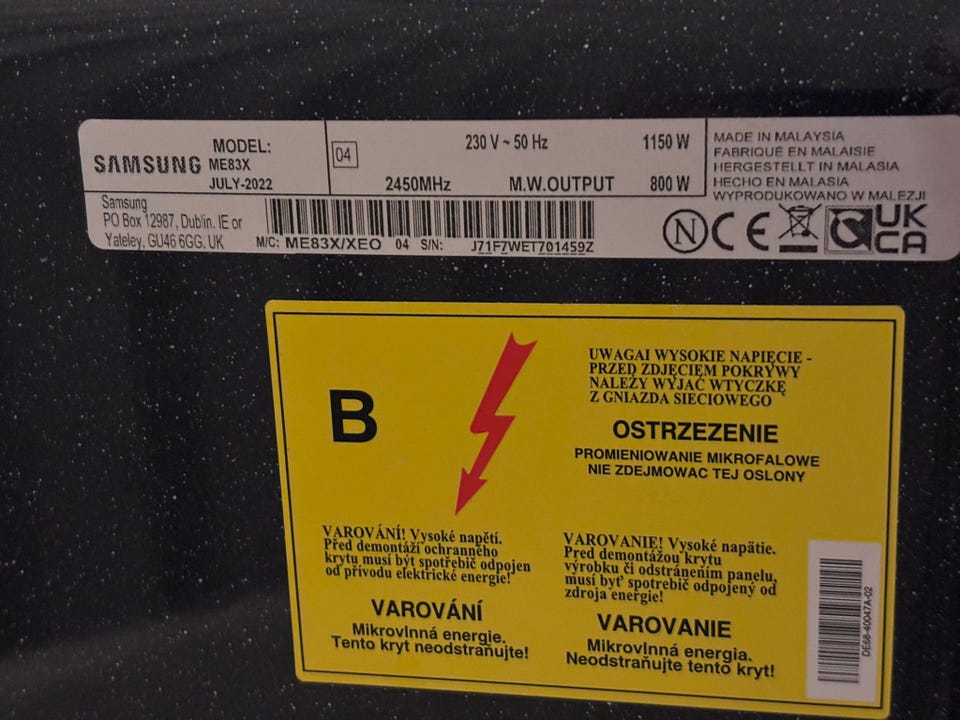 SAMSUNG
MODEL:
ME83X
JULY-2022
04
230 V ~ 50 Hz
1150 W
2450MHz
M.W.OUTPUT
800 W
MADE IN MALAYSIA
FABRIQUÉ EN MALAISIE
HERGESTELLT IN MALASIA
HECHO EN MALASIA
WYPRODUKOWANO W MALEZJI
Samsung
PO Box 12987, Dublin. IE or
Yateley, GU46 6GG. UK
M/C: ME83X/XEO 04 S/N: J71F7WET701459Z
N CE UK
CA
B
UWAGAI WYSOKIE NAPIĘCIE -
PRZED ZDJĘCIEM POKRYWY
NALEŻY WYJAĆ WTYCZKĘ
Z GNIAZDA SIECIOWEGO
OSTRZEZENIE
PROMIENIOWANIE MIKROFALOWE
NIE ZDEJMOWAC TEJ OSLONY
VAROVÁNÍ! Vysoké napětí.
Před demontáží ochranného
krytu musí být spotřebič odpojen
od přívodu elektrické energie!
VAROVÁNÍ
Mikrovlnná energie.
Tento kryt neodstraňujte!
VAROVANIE! Vysoké napätie.
Pred demontážou krytu
výrobku či odstránením panelu,
musí byť spotrebič odpojený od
zdroja energie!
VAROVANIE
Mikrovlnná energia.
Neodstraňujte tento kryt!
DE68-40047A-02